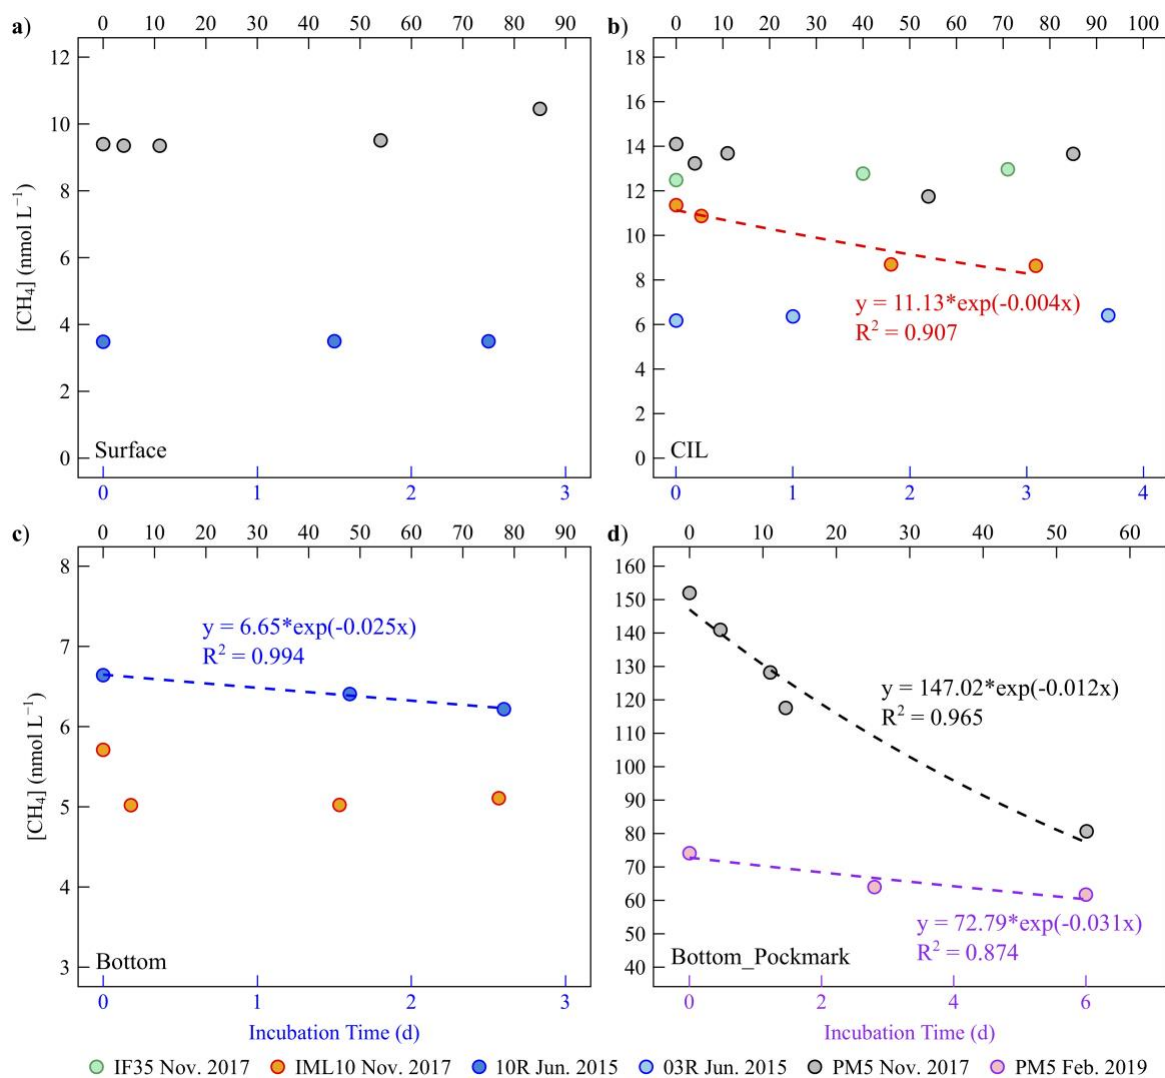 a)
0 10 20 30 40 50 60 70 80 90
12
10
8
6
4
2
0
[CH₄] (nmol L⁻¹)
Surface
0 1 2 3
b)
0 10 20 30 40 50 60 70 80 90 100
18
16
14
12
10
8
6
4
2
0
y = 11.13*exp(-0.004x)
R² = 0.907
CIL
0 1 2 3 4
c)
0 10 20 30 40 50 60 70 80 90
8
7
6
5
4
3
[CH₄] (nmol L⁻¹)
y = 6.65*exp(-0.025x)
R² = 0.994
Bottom
0 1 2 3
Incubation Time (d)
d)
0 10 20 30 40 50 60
160
150
140
130
120
110
100
90
80
70
60
50
40
y = 147.02*exp(-0.012x)
R² = 0.965
y = 72.79*exp(-0.031x)
R² = 0.874
Bottom_Pockmark
0 2 4 6
Incubation Time (d)
IF35 Nov. 2017 IML10 Nov. 2017 10R Jun. 2015 03R Jun. 2015 PM5 Nov. 2017 PM5 Feb. 2019